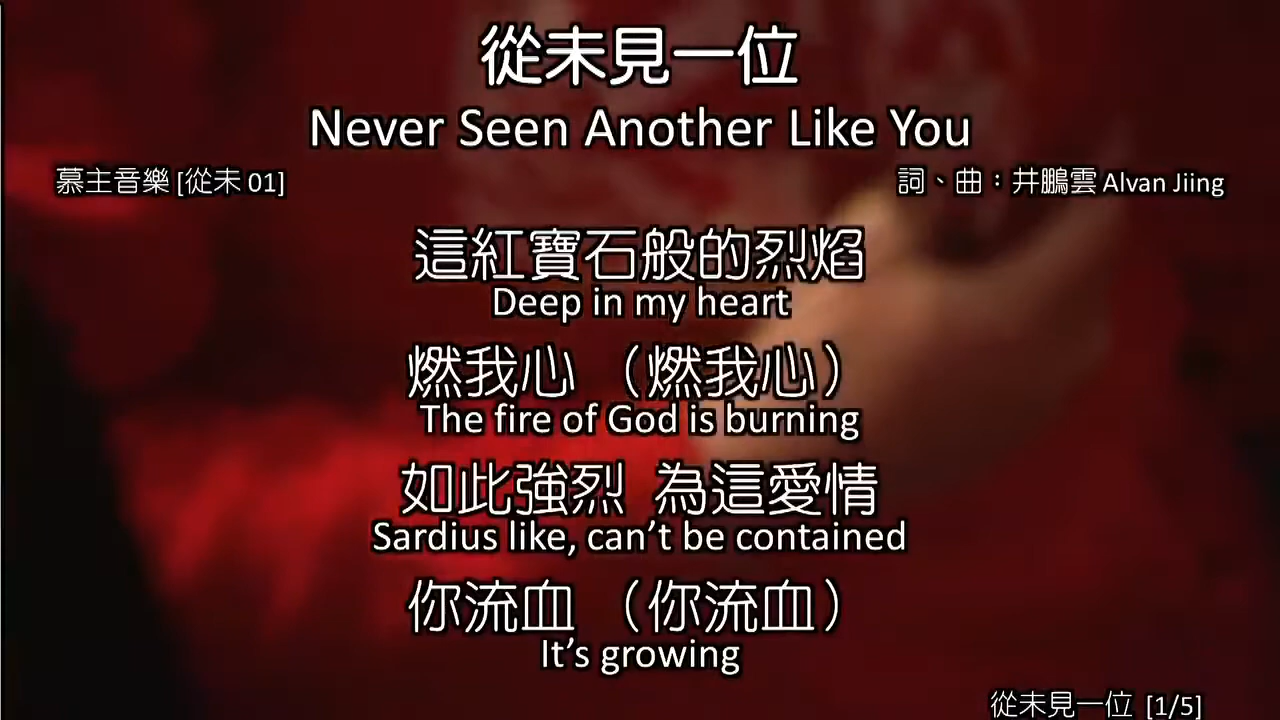 從未見一位
Never Seen Another Like You
慕主音樂 [從未 01]
詞、曲：井鵬雲 Alvan Jiing
這紅寶石般的烈焰
Deep in my heart
燃我心 （燃我心）
The fire of God is burning
如此強烈 為這愛情
Sardius like, can’t be contained
你流血 （你流血）
It’s growing
從未見一位 [1/5]